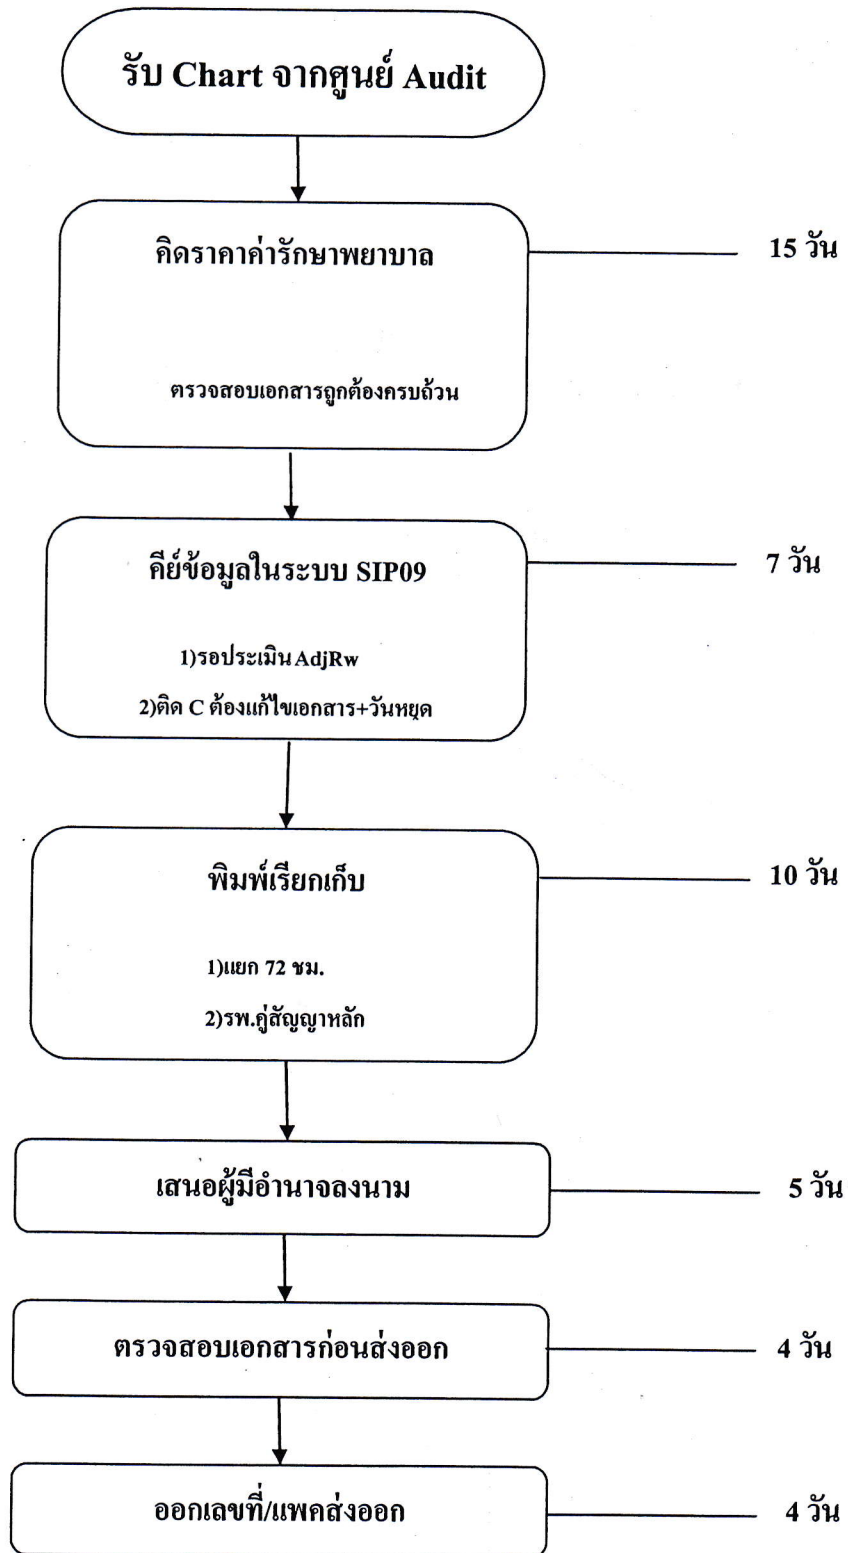 รับ Chart จากศูนย์ Audit
คิดราคาค่ารักษาพยาบาล
15 วัน
ตรวจสอบเอกสารถูกต้องครบถ้วน
คีย์ข้อมูลในระบบ SIP09
7 วัน
1)รอประเมิน AdjRw
2)ติด C ต้องแก้ไขเอกสาร+วันหยุด
พิมพ์เรียกเก็บ
10 วัน
1)แยก 72 ชม.
2)รพ.คู่สัญญาหลัก
เสนอผู้มีอำนาจลงนาม
5 วัน
ตรวจสอบเอกสารก่อนส่งออก
4 วัน
ออกเลขที่/แพคส่งออก
4 วัน